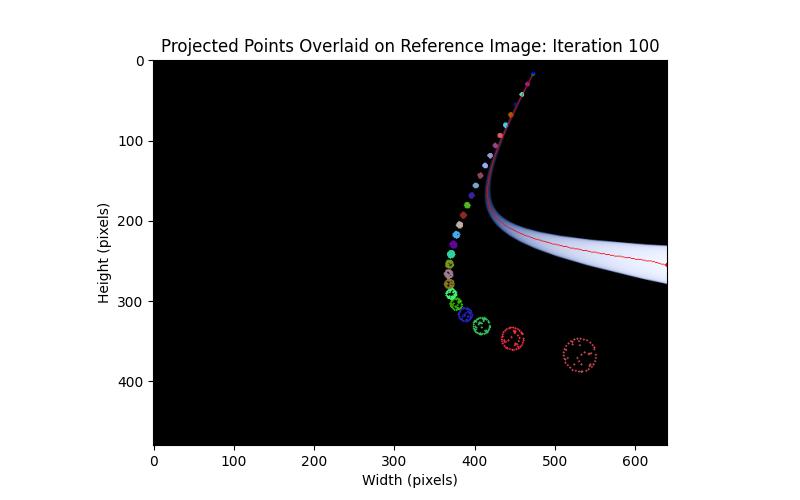 Projected Points Overlaid on Reference Image: Iteration 100
0
100
200
300
400
Height (pixels)
0 100 200 300 400 500 600
Width (pixels)